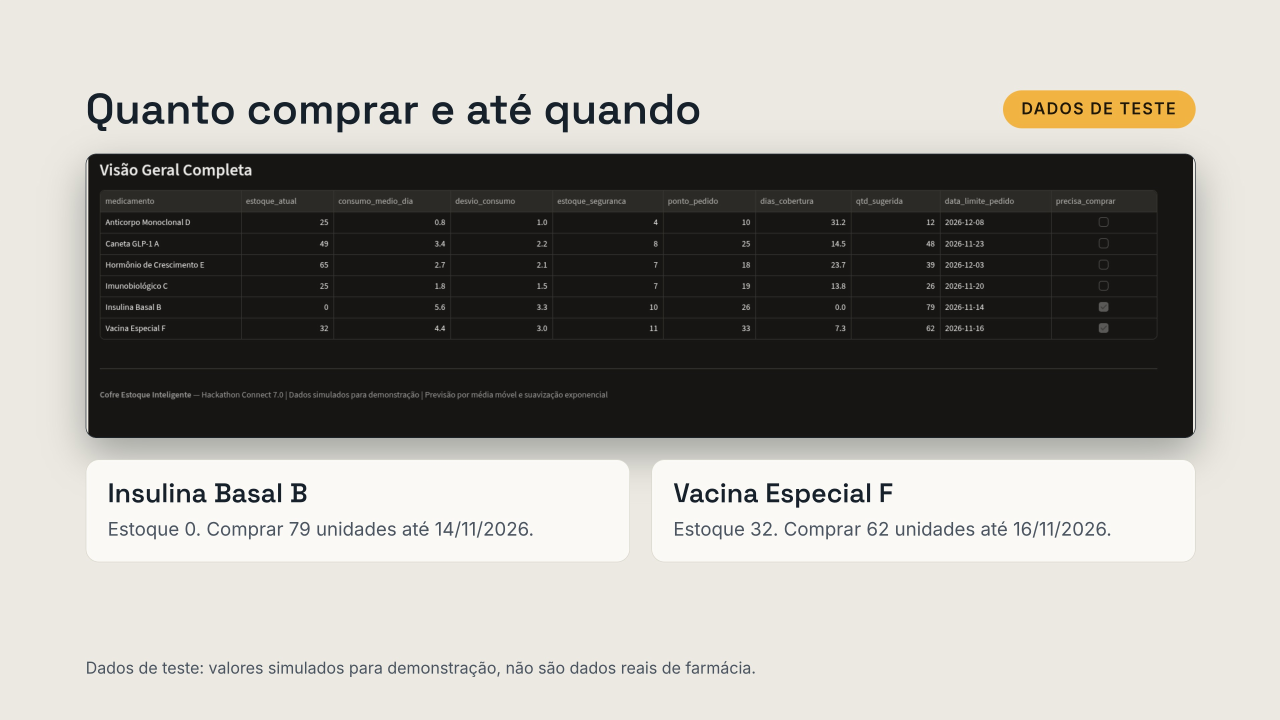 Quanto comprar e até quando
DADOS DE TESTE
Visão Geral Completa
medicamento estoque_atual consumo_medio_dia desvio_consumo estoque_seguranca ponto_pedido dias_cobertura qtd_sugerida data_limite_pedido precisa_comprar
Anticorpo Monoclonal D 25 0.8 1.0 4 10 31.2 12 2026-12-08
Caneta GLP-1 A 49 3.4 2.2 8 25 14.5 48 2026-11-23
Hormônio de Crescimento E 65 2.7 2.1 7 18 23.7 39 2026-12-03
Imunobiológico C 25 1.8 1.5 7 19 13.8 26 2026-11-20
Insulina Basal B 0 5.6 3.3 10 26 0.0 79 2026-11-14
Vacina Especial F 32 4.4 3.0 11 33 7.3 62 2026-11-16
Cofre Estoque Inteligente — Hackathon Connect 7.0 | Dados simulados para demonstração | Previsão por média móvel e suavização exponencial
Insulina Basal B
Estoque 0. Comprar 79 unidades até 14/11/2026.
Vacina Especial F
Estoque 32. Comprar 62 unidades até 16/11/2026.
Dados de teste: valores simulados para demonstração, não são dados reais de farmácia.